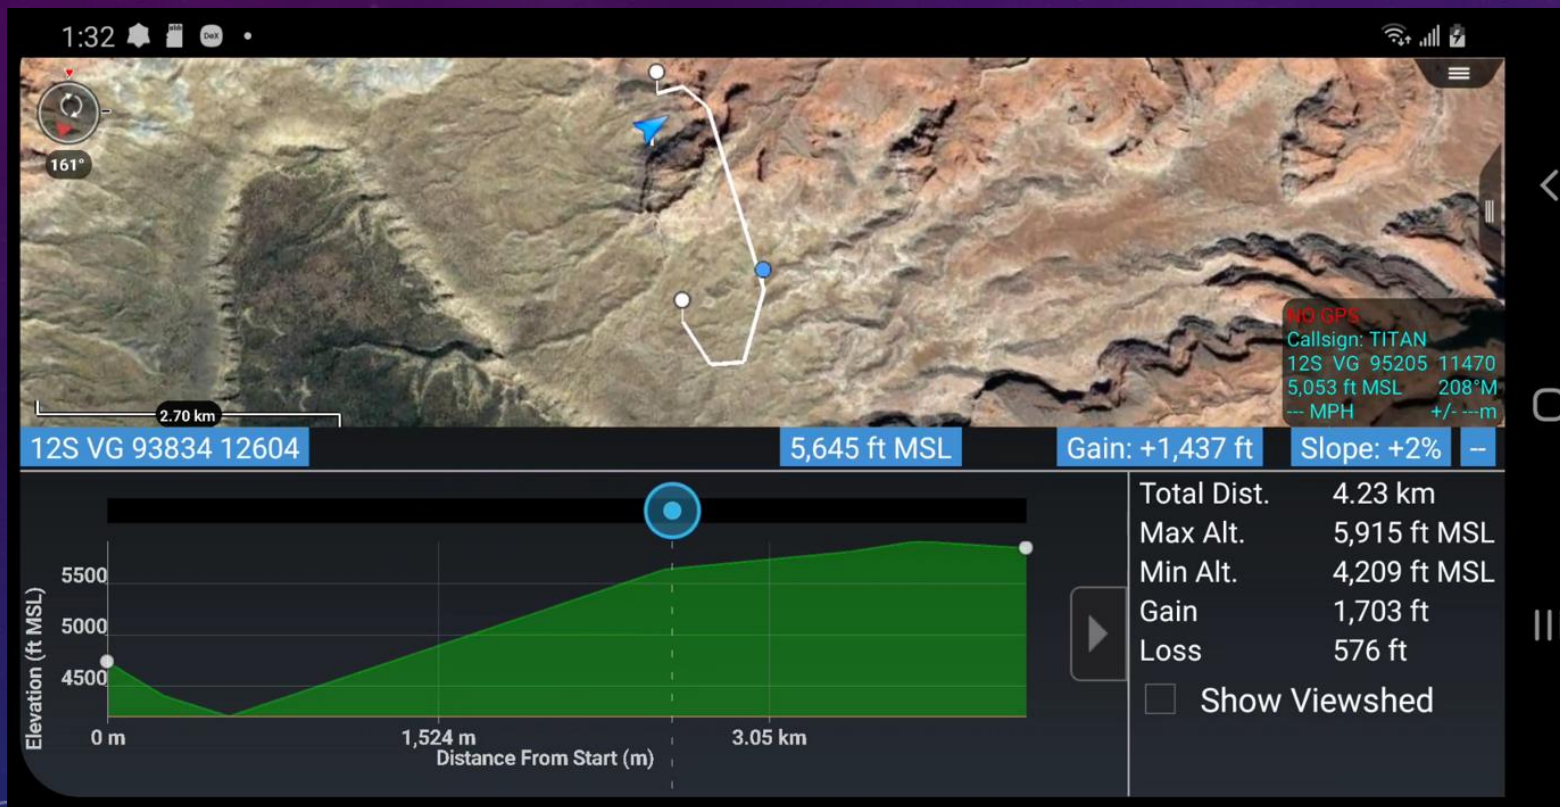 1:32 DeX
161°
NO GPS
Callsign: TITAN
12S VG 95205 11470
5,053 ft MSL 208°M
--- MPH +/- ---m
2.70 km
12S VG 93834 12604 5,645 ft MSL Gain: +1,437 ft Slope: +2% --
Total Dist. 4.23 km
Max Alt. 5,915 ft MSL
Min Alt. 4,209 ft MSL
Gain 1,703 ft
Loss 576 ft
Show Viewshed
Elevation (ft MSL)
5500
5000
4500
0 m 1,524 m 3.05 km
Distance From Start (m)